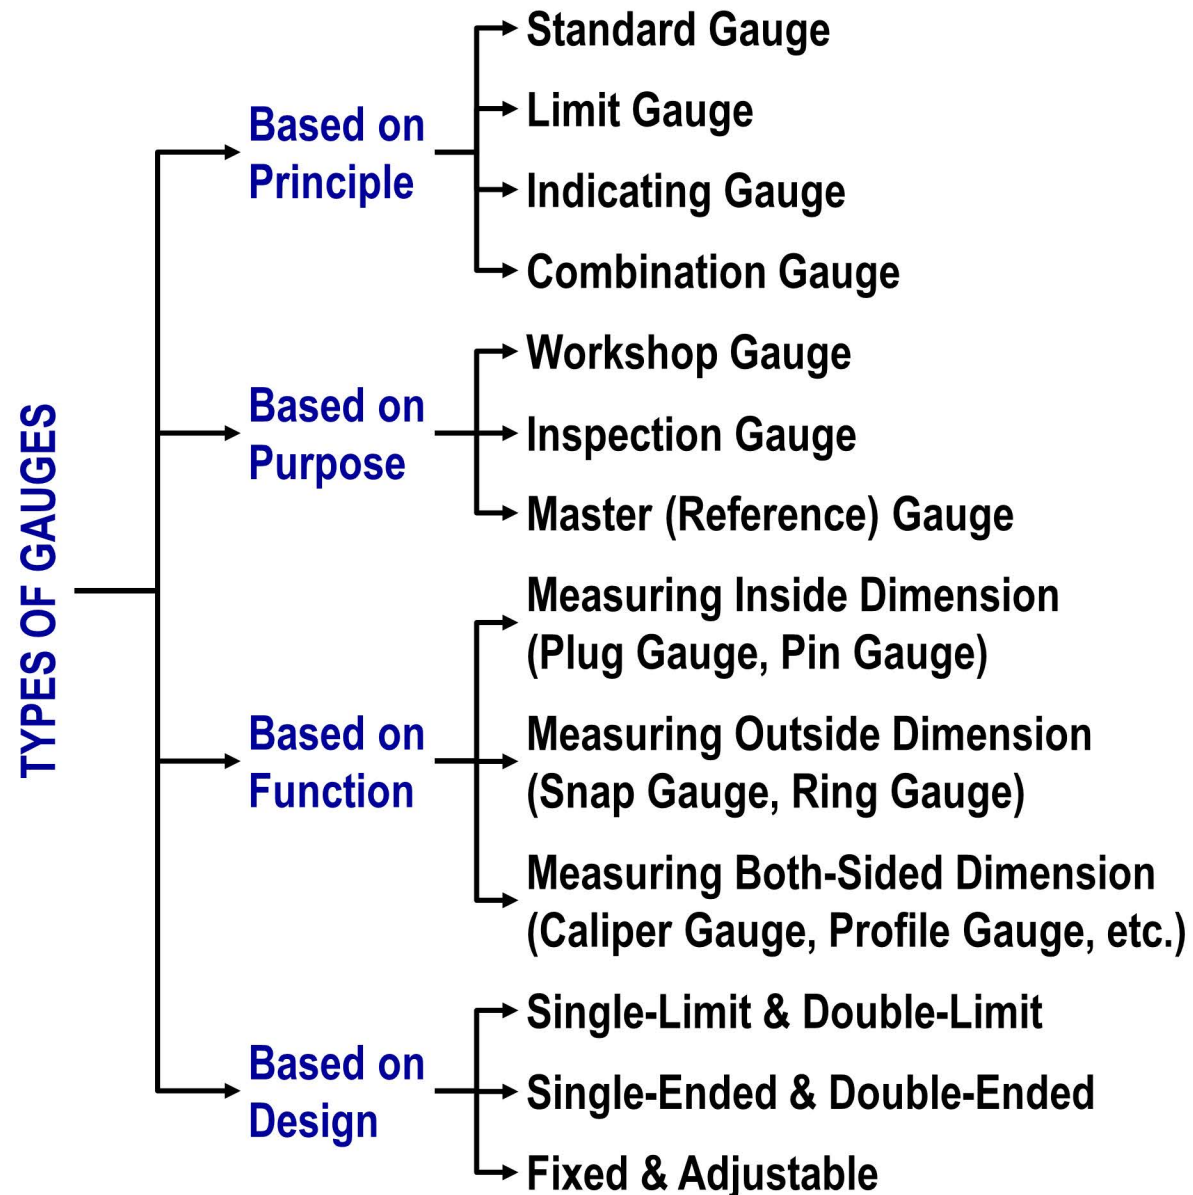 TYPES OF GAUGES
Based on
Principle
Standard Gauge
Limit Gauge
Indicating Gauge
Combination Gauge
Based on
Purpose
Workshop Gauge
Inspection Gauge
Master (Reference) Gauge
Based on
Function
Measuring Inside Dimension
(Plug Gauge, Pin Gauge)
Measuring Outside Dimension
(Snap Gauge, Ring Gauge)
Measuring Both-Sided Dimension
(Caliper Gauge, Profile Gauge, etc.)
Based on
Design
Single-Limit & Double-Limit
Single-Ended & Double-Ended
Fixed & Adjustable